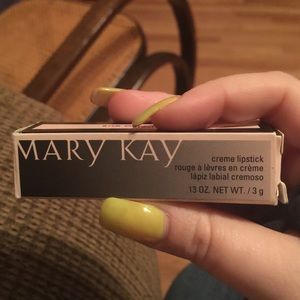 MARY KAY
creme lipstick
rouge à lèvres en crème
lápiz labial cremoso
.13 OZ. NET WT. / 3 g